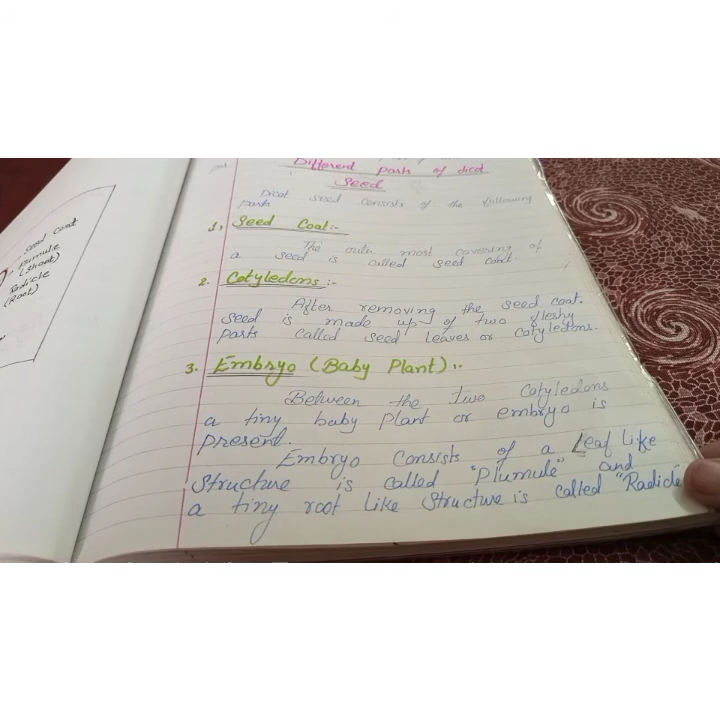 Seed Coat
Plumule
(Shoot)
Radicle
(Root)
Different parts of dicot
Seed
Dicot seed consists of the following
parts
1, Seed Coat:-
The outer most covering of
a seed is called seed coat.
2. Cotyledons:-
After removing the seed coat.
seed is made up of two fleshy
parts called seed leaves or cotyledons.
3. Embryo (Baby Plant):-
Between the Two Cotyledons
a tiny baby plant or embryo is
present.
Embryo Consists of a Leaf Like
Structure is called "Plumule" and
a tiny root Like Structure is called "Radicle"